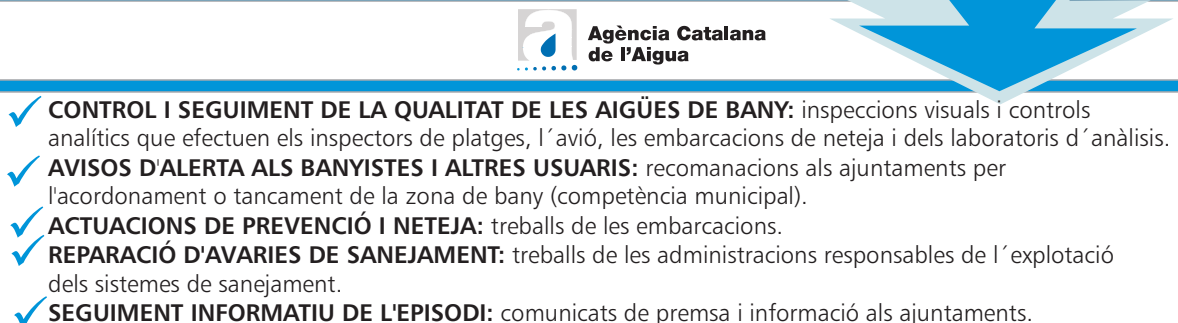 Agència Catalana
de l'Aigua
CONTROL I SEGUIMENT DE LA QUALITAT DE LES AIGÜES DE BANY: inspeccions visuals i controls
analítics que efectuen els inspectors de platges, l´avió, les embarcacions de neteja i dels laboratoris d´anàlisis.
AVISOS D'ALERTA ALS BANYISTES I ALTRES USUARIS: recomanacions als ajuntaments per
l'acordonament o tancament de la zona de bany (competència municipal).
ACTUACIONS DE PREVENCIÓ I NETEJA: treballs de les embarcacions.
REPARACIÓ D'AVARIES DE SANEJAMENT: treballs de les administracions responsables de l´explotació
dels sistemes de sanejament.
SEGUIMENT INFORMATIU DE L'EPISODI: comunicats de premsa i informació als ajuntaments.